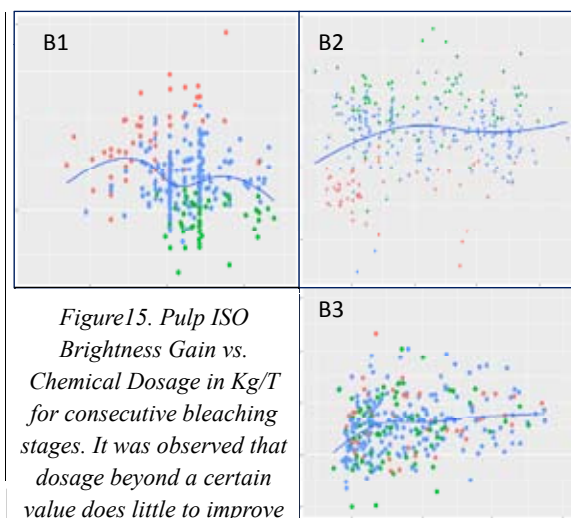 B1
B2
B3
Figure15. Pulp ISO
Brightness Gain vs.
Chemical Dosage in Kg/T
for consecutive bleaching
stages. It was observed that
dosage beyond a certain
value does little to improve